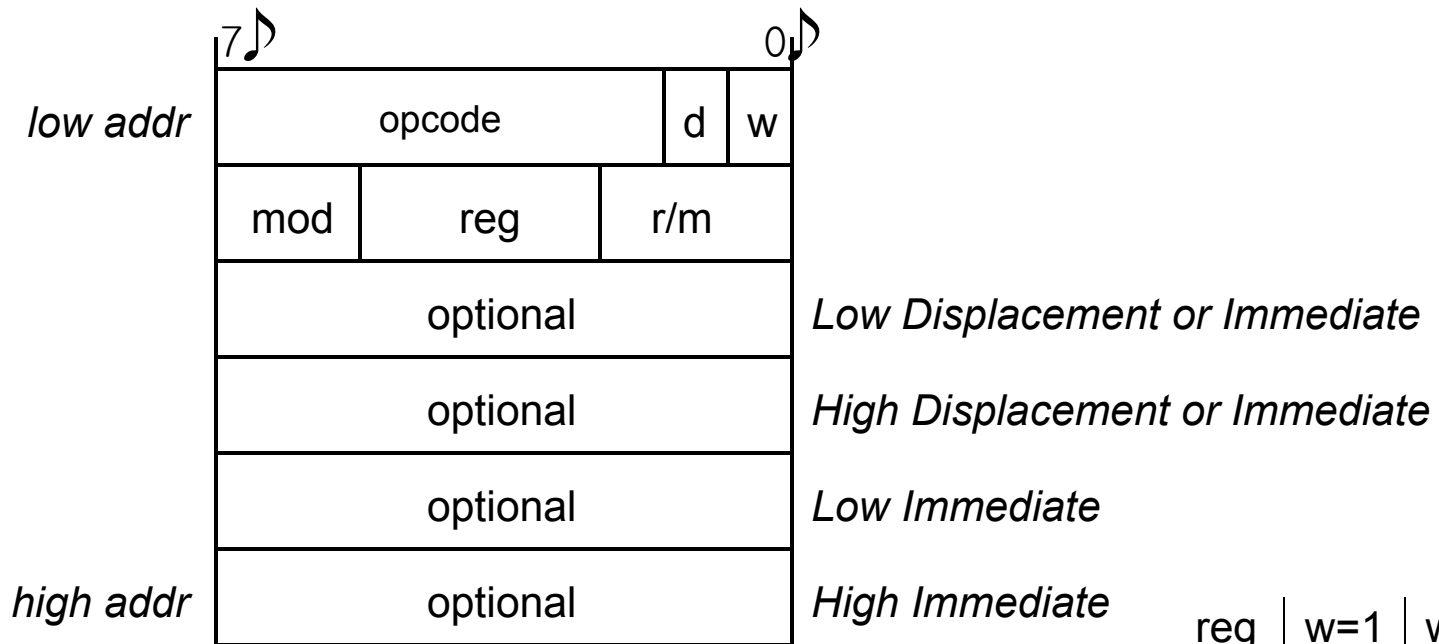 7♪ 0♪
low addr opcode d w
mod reg r/m
optional Low Displacement or Immediate
optional High Displacement or Immediate
optional Low Immediate
high addr optional High Immediate
reg w=1